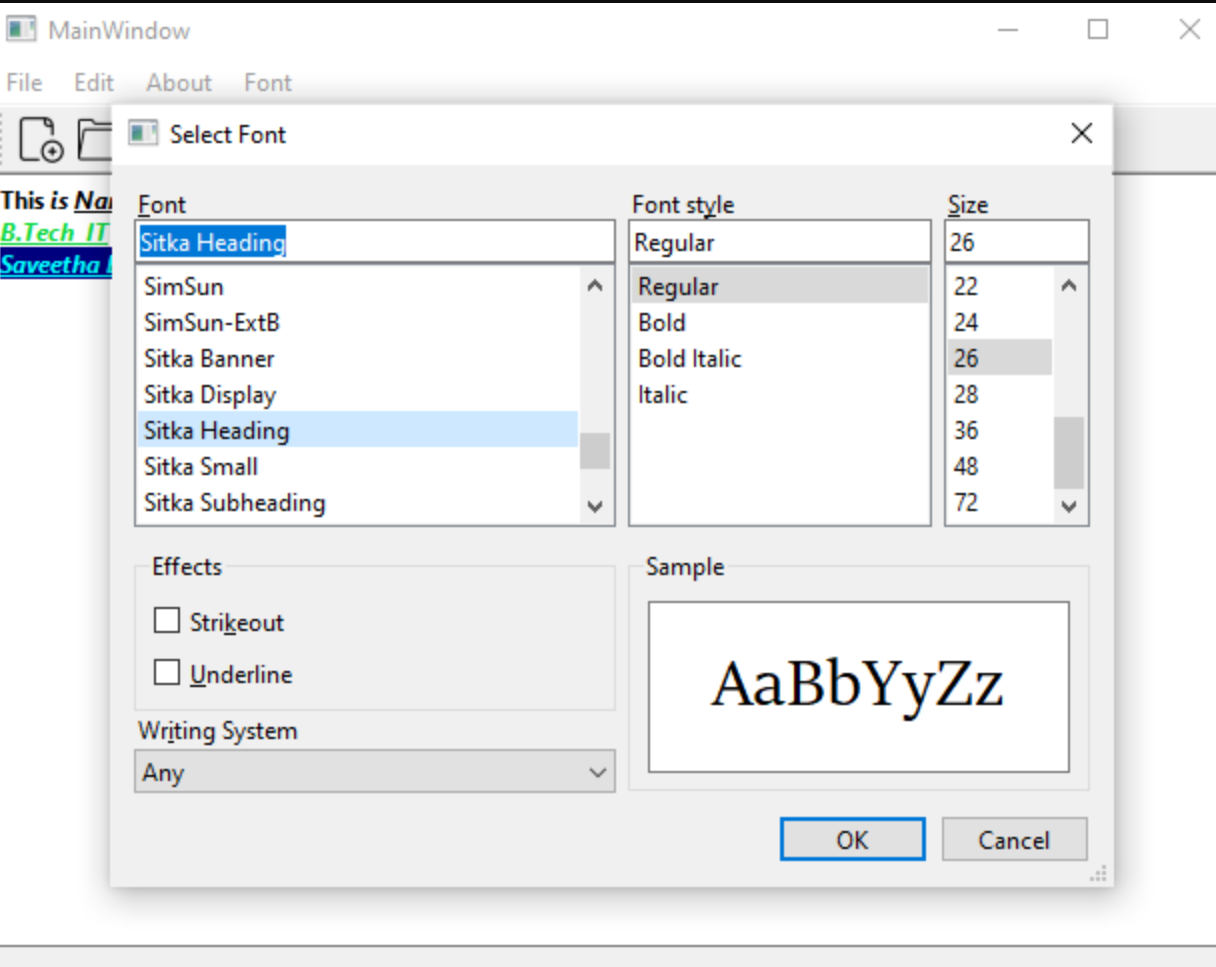 MainWindow
File Edit About Font
Select Font
This is
B.Tech IT
Saveetha
Font
Sitka Heading
SimSun
SimSun-ExtB
Sitka Banner
Sitka Display
Sitka Heading
Sitka Small
Sitka Subheading
Font style
Regular
Regular
Bold
Bold Italic
Italic
Size
26
22
24
26
28
36
48
72
Effects
Strikeout
Underline
Writing System
Any
Sample
AaBbYyZz
OK Cancel